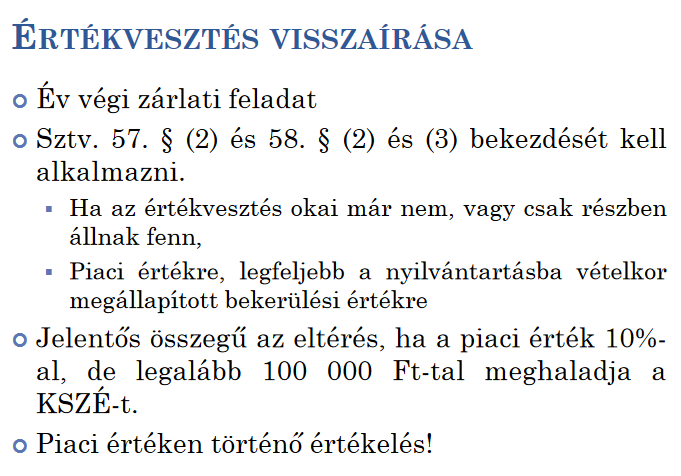 ÉRTÉKVESZTÉS VISSZAÍRÁSA
Év végi zárlati feladat
Sztv. 57. § (2) és 58. § (2) és (3) bekezdését kell
alkalmazni.
Ha az értékvesztés okai már nem, vagy csak részben
állnak fenn,
Piaci értékre, legfeljebb a nyilvántartásba vételkor
megállapított bekerülési értékre
Jelentős összegű az eltérés, ha a piaci érték 10%-
al, de legalább 100 000 Ft-tal meghaladja a
KSZÉ-t.
Piaci értéken történő értékelés!